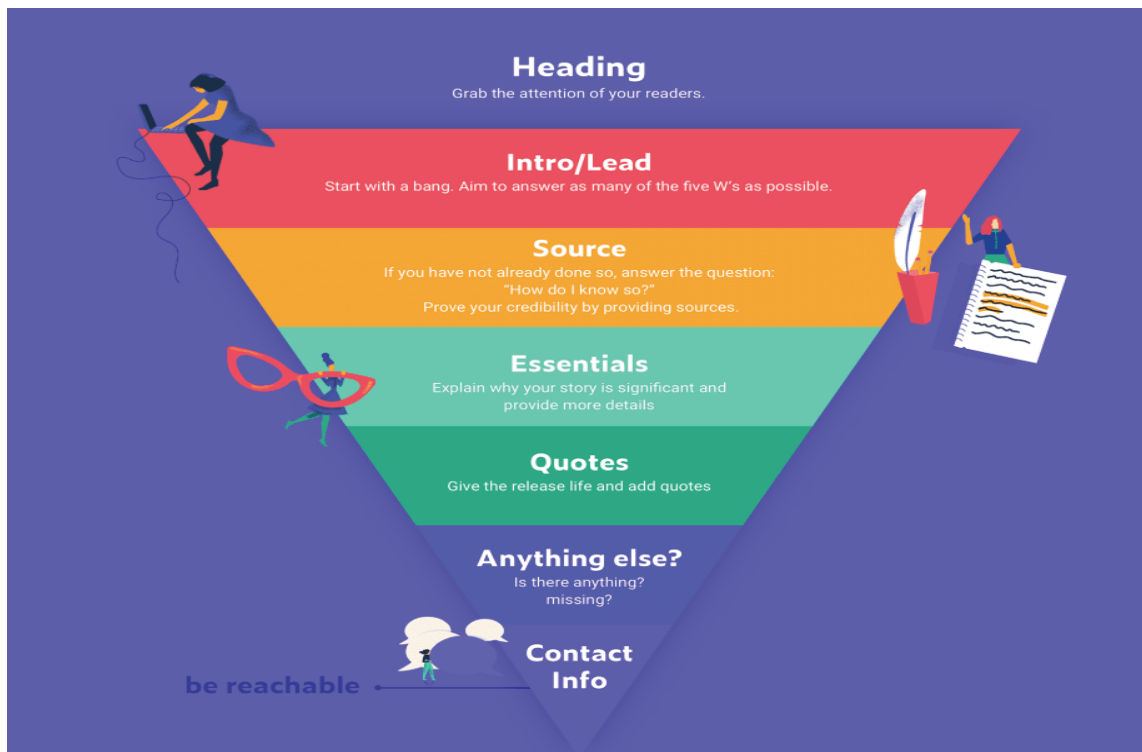 Heading
Grab the attention of your readers.
Intro/Lead
Start with a bang. Aim to answer as many of the five W's as possible.
Source
If you have not already done so, answer the question:
"How do I know so?"
Prove your credibility by providing sources.
Essentials
Explain why your story is significant and
provide more details
Quotes
Give the release life and add quotes
Anything else?
Is there anything?
missing?
Contact
Info
be reachable